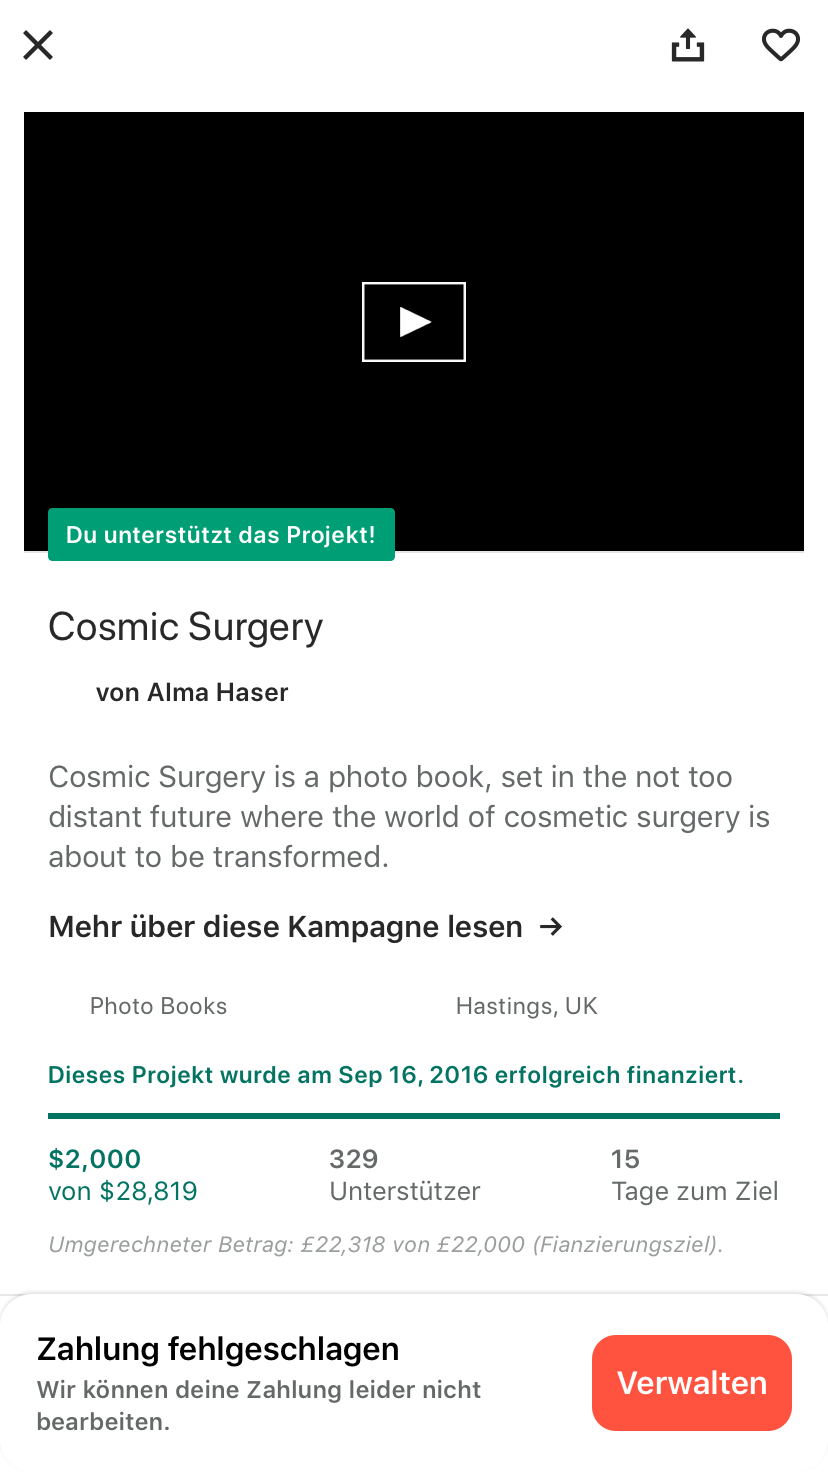 Du unterstützt das Projekt!
Cosmic Surgery
von Alma Haser
Cosmic Surgery is a photo book, set in the not too
distant future where the world of cosmetic surgery is
about to be transformed.
Mehr über diese Kampagne lesen →
Photo Books
Hastings, UK
Dieses Projekt wurde am Sep 16, 2016 erfolgreich finanziert.
$2,000
von $28,819
329
Unterstützer
15
Tage zum Ziel
Umgerechneter Betrag: £22,318 von £22,000 (Fianzierungsziel).
Zahlung fehlgeschlagen
Wir können deine Zahlung leider nicht
bearbeiten.
Verwalten